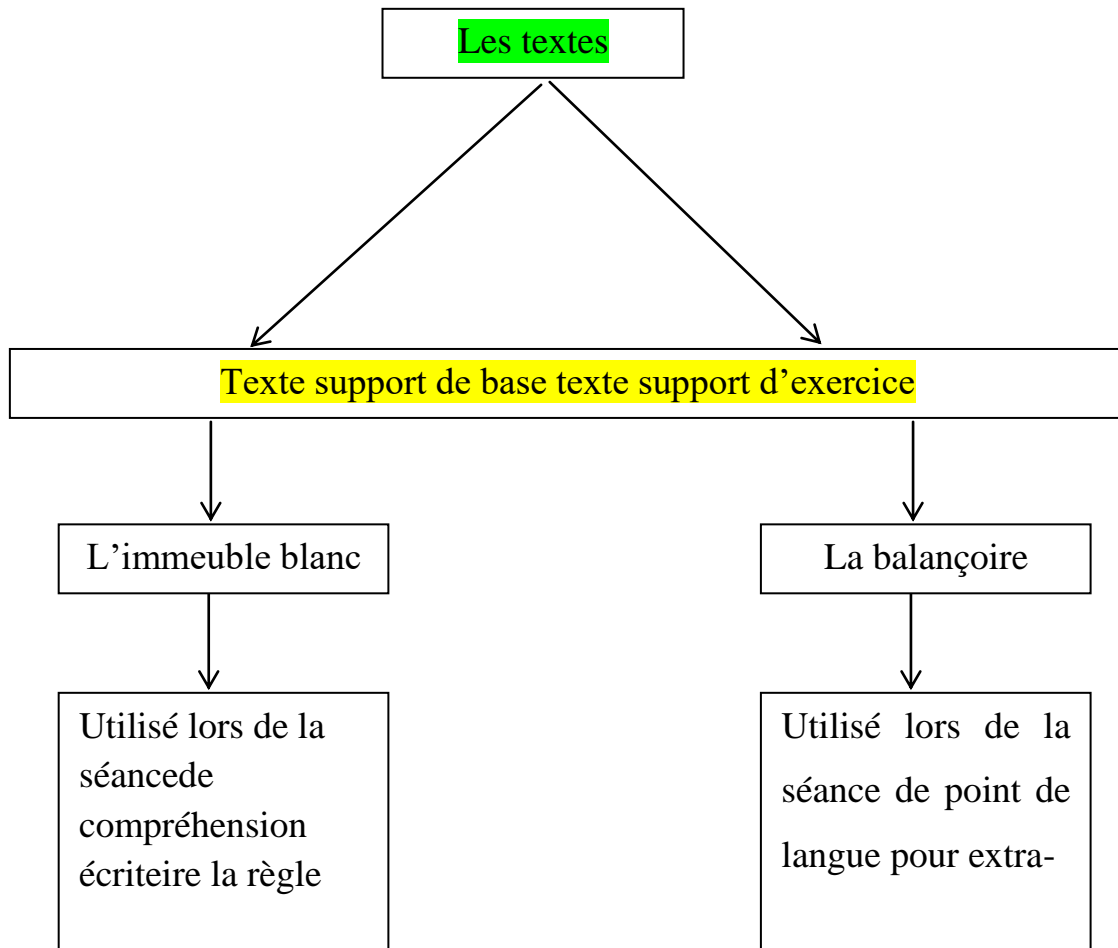 Les textes
Texte support de base texte support d’exercice
L’immeuble blanc
La balançoire
Utilisé lors de la
séancede
compréhension
écriteire la règle
Utilisé lors de la
séance de point de
langue pour extra-